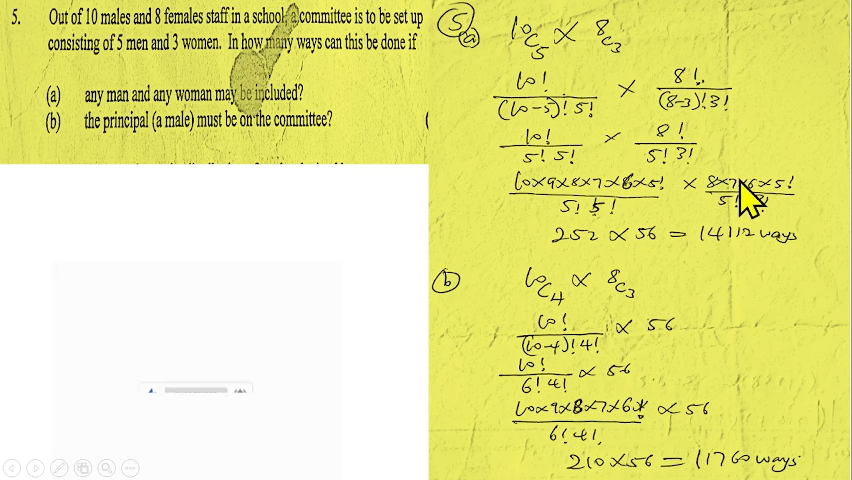 5. Out of 10 males and 8 females staff in a school, a committee is to be set up
consisting of 5 men and 3 women. In how many ways can this be done if
(a) any man and any woman may be included?
(b) the principal (a male) must be on the committee?
(
5(a) 10C5 × 8C3
10!/(10-5)! 5! × 8!/(8-3)! 3!
10!/5! 5! × 8!/5! 3!
10×9×8×7×6×5!/5! 5! × 8×7×6×5!/5! 3!
252 × 56 = 14112 ways
(b) 10C4 × 8C3
10!/(10-4)! 4! × 56
10!/6! 4! × 56
10×9×8×7×6!/6! 4! × 56
210 × 56 = 11760 ways